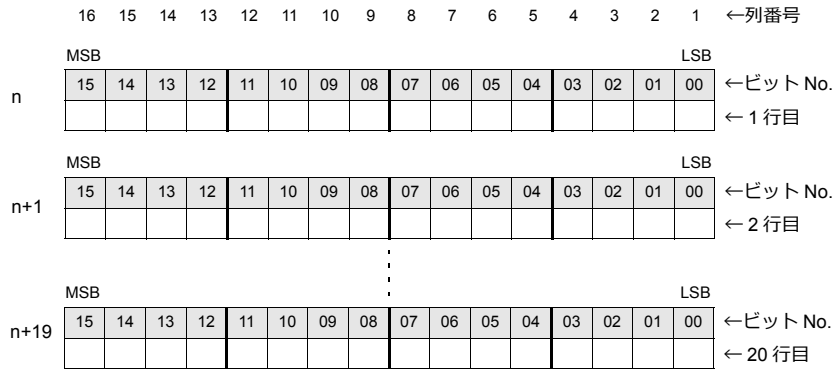 16 15 14 13 12 11 10 9 8 7 6 5 4 3 2 1 ←列番号
MSB LSB
n 15 14 13 12 11 10 09 08 07 06 05 04 03 02 01 00 ←ビット No.
←1 行目
MSB LSB
n+1 15 14 13 12 11 10 09 08 07 06 05 04 03 02 01 00 ←ビット No.
←2 行目
MSB LSB
n+19 15 14 13 12 11 10 09 08 07 06 05 04 03 02 01 00 ←ビット No.
←20 行目